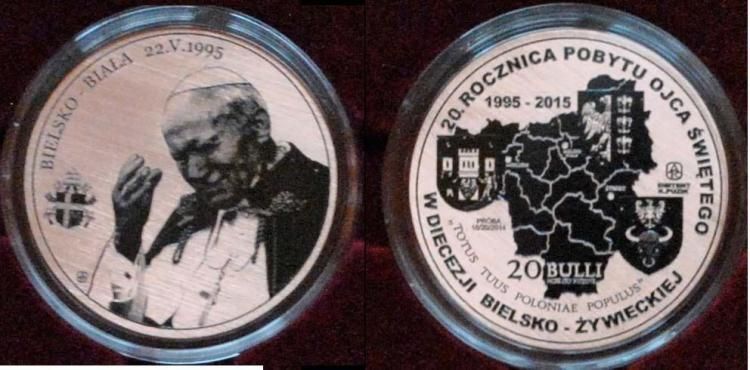 BIELSKO - BIAŁA 22.V.1995
20. ROCZNICA POBYTU OJCA ŚWIĘTEGO
1995 - 2015
PRÓBA
"TOTUS TUUS POLONIAE POPULUS"
20 BULLI
W DIECEZJI BIELSKO - ŻYWIECKIEJ